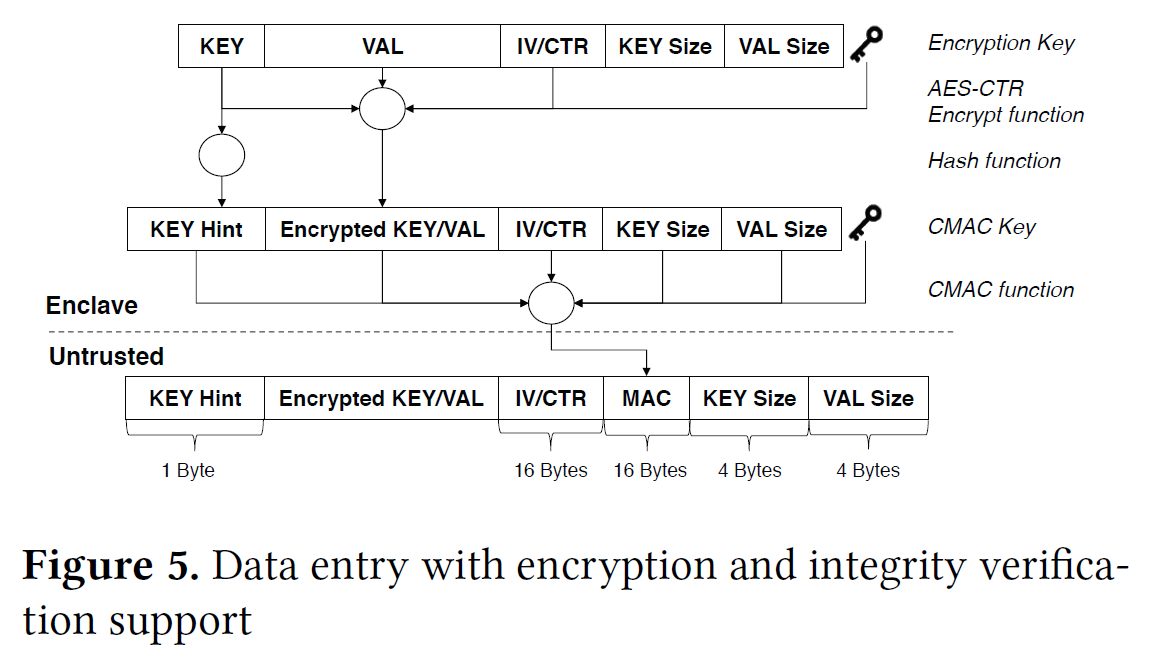 KEY VAL IV/CTR KEY Size VAL Size Encryption Key
AES-CTR
Encrypt function
Hash function
KEY Hint Encrypted KEY/VAL IV/CTR KEY Size VAL Size CMAC Key
CMAC function
Enclave
Untrusted
KEY Hint Encrypted KEY/VAL IV/CTR MAC KEY Size VAL Size
1 Byte 16 Bytes 16 Bytes 4 Bytes 4 Bytes
Figure 5. Data entry with encryption and integrity verifica-
tion support